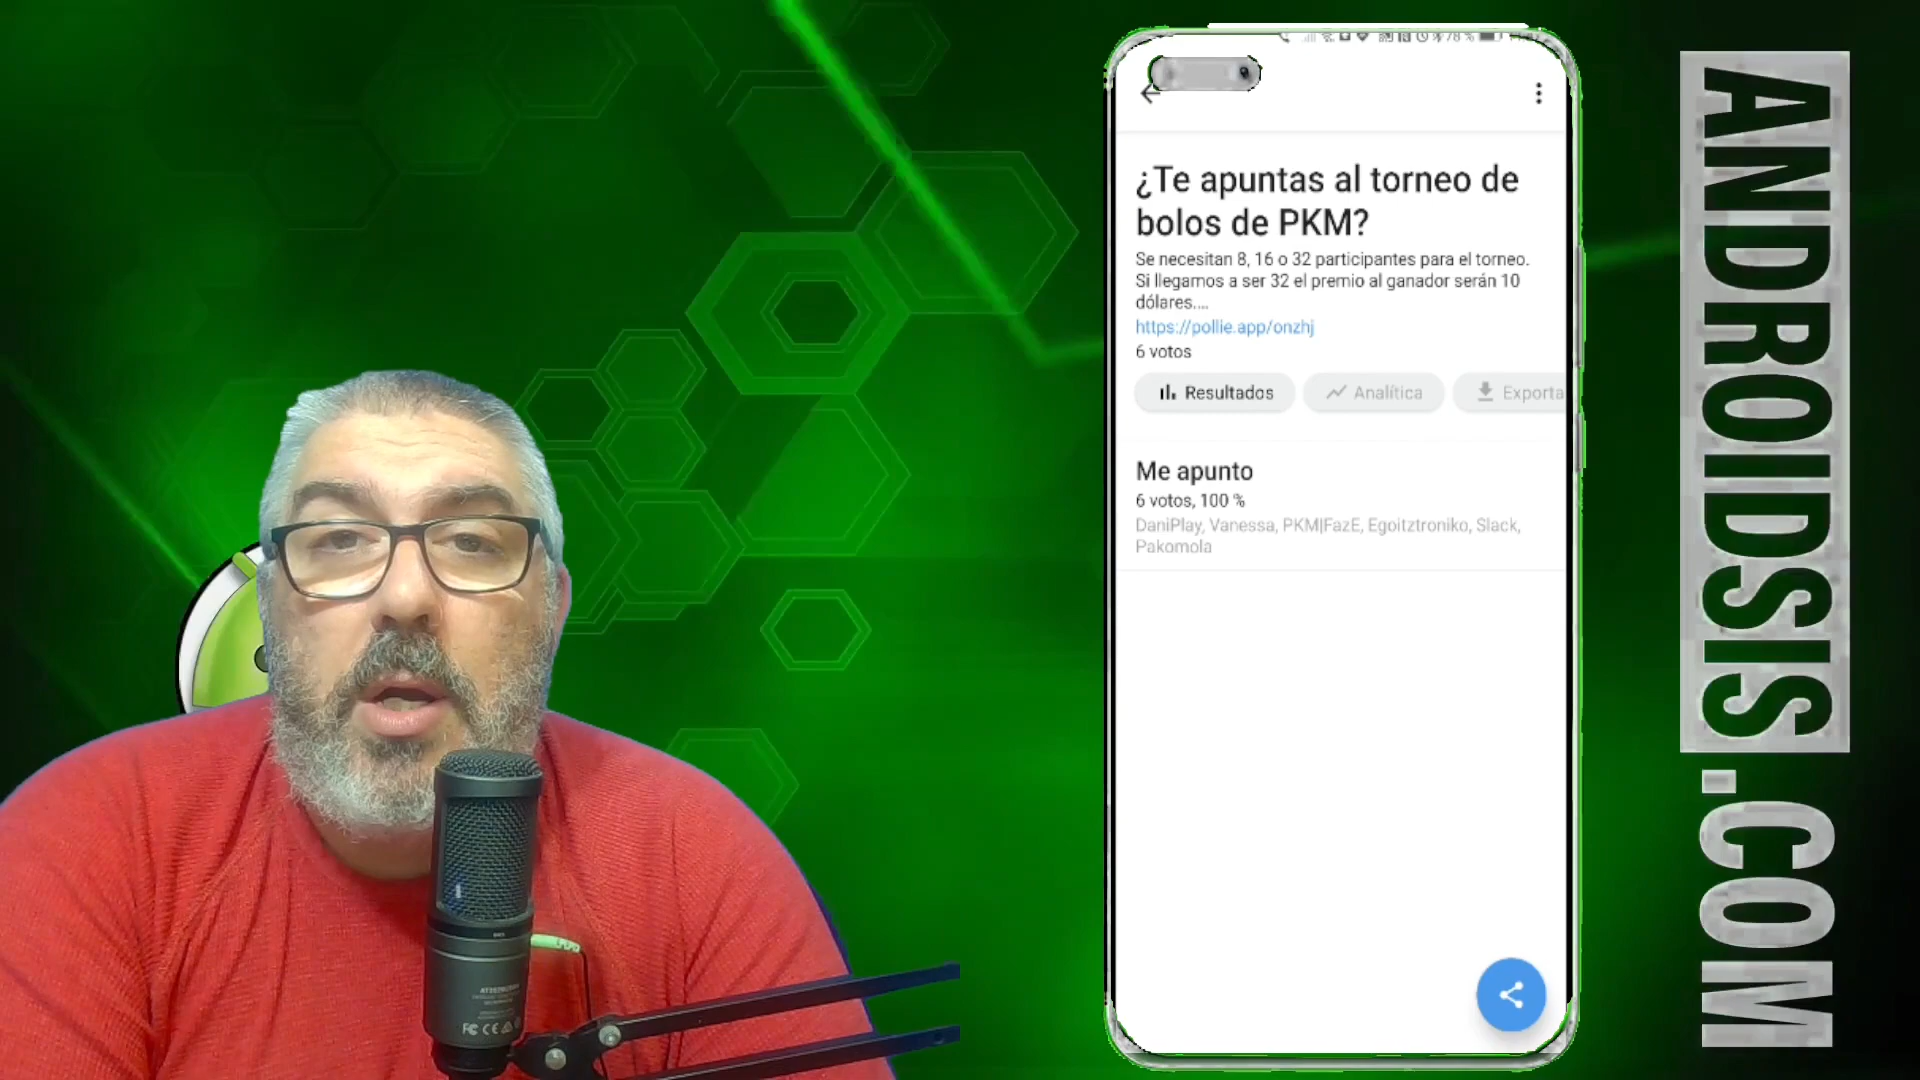 78 %
¿Te apuntas al torneo de
bolos de PKM?
Se necesitan 8, 16 o 32 participantes para el torneo.
Si llegamos a ser 32 el premio al ganador serán 10
dólares....
https://pollie.app/onzhj
6 votos
Resultados
Analítica
Exporta
Me apunto
6 votos, 100 %
DaniPlay, Vanessa, PKM|FazE, Egoitztroniko, Slack,
Pakomola
ANDROIDSIS.COM